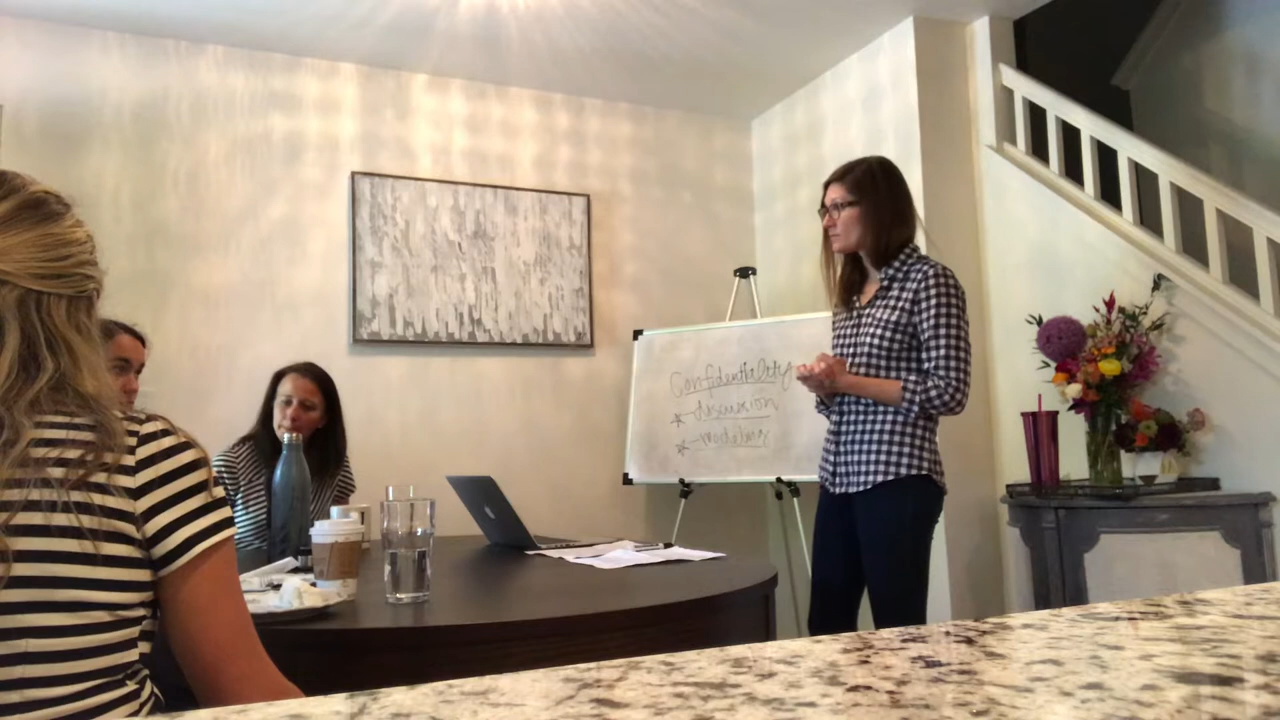 Confidentiality
* - discussion
* - modeling